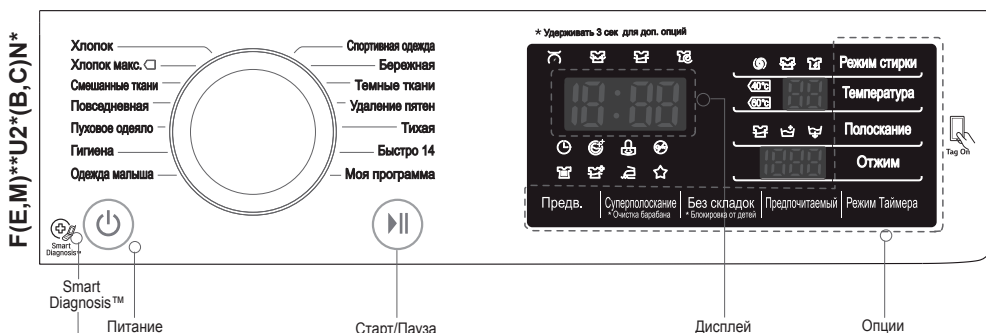 F(E,M)**U2*(B,C)N*
Хлопок
Хлопок макс.
Смешанные ткани
Повседневная
Пуховое одеяло
Гигиена
Одежда малыша
Спортивная одежда
Бережная
Темные ткани
Удаление пятен
Тихая
Быстро 14
Моя программа
Smart
Diagnosis™
* Удерживать 3 сек для доп. опций
18:88
40°c
60°c
88
1888
Режим стирки
Температура
Полоскание
Отжим
Tag On
Предв.
Суперполоскание
* Очистка барабана
Без складок
* Блокировка от детей
Предпочитаемый
Режим Таймера
Smart
Diagnosis™
Питание
Старт/Пауза
Дисплей
Опции